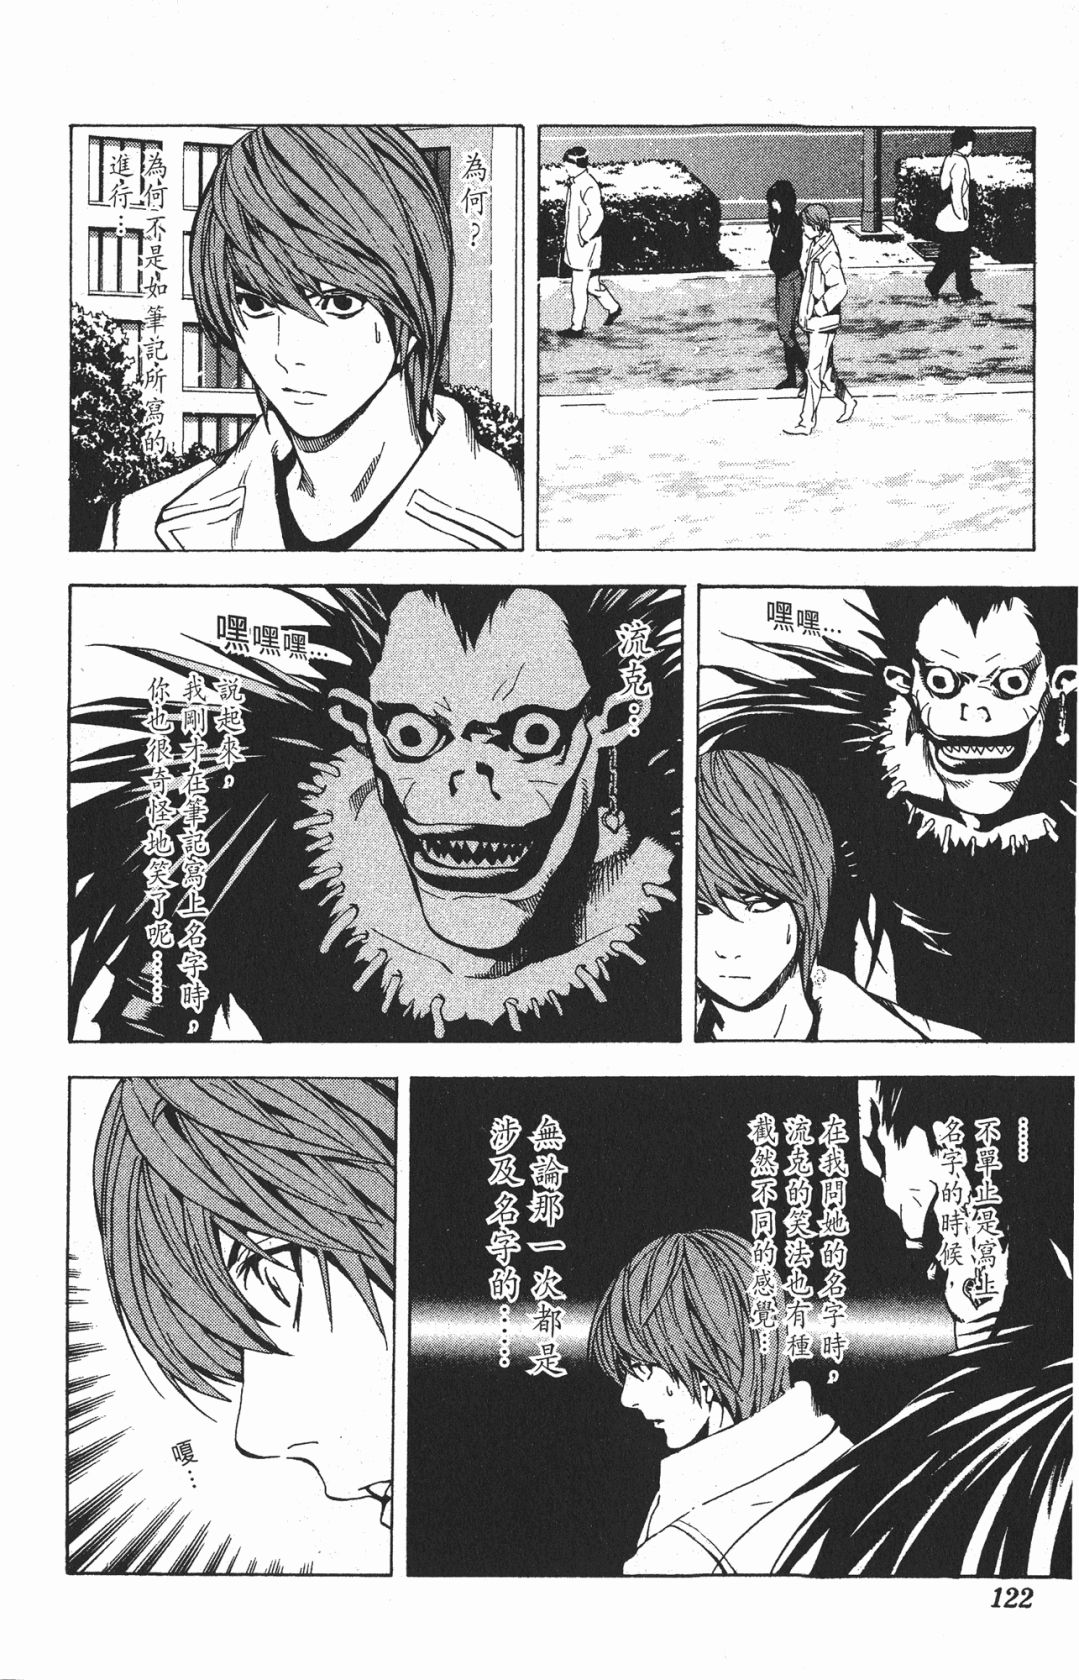 為何?
為何不是如筆記所寫的
進行…
嘿嘿…
流克…
嘿嘿嘿…
說起來，
我剛才在筆記寫上名字時，
你也很奇怪地笑了呢……
……
不單止是寫上
名字的時候，
在我問她的名字時，
流克的笑法也有種
截然不同的感覺…
無論那一次都是
涉及名字的……
嗄…
122